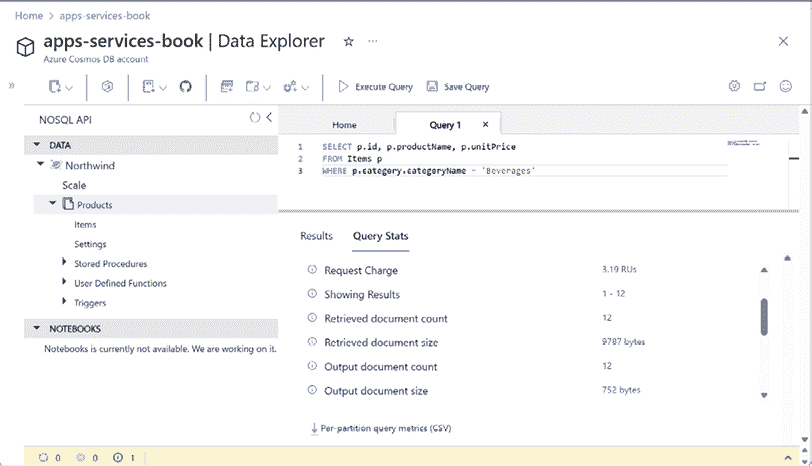 Home > apps-services-book
apps-services-book | Data Explorer
Azure Cosmos DB account
Execute Query
Save Query
NOSQL API
DATA
Northwind
Scale
Products
Items
Settings
Stored Procedures
User Defined Functions
Triggers
NOTEBOOKS
Notebooks is currently not available. We are working on it.
Home
Query 1
1 SELECT p.id, p.productName, p.unitPrice
2 FROM Items p
3 WHERE p.category.categoryName = 'Beverages'
Results
Query Stats
Request Charge 3.19 RUs
Showing Results 1 - 12
Retrieved document count 12
Retrieved document size 9787 bytes
Output document count 12
Output document size 752 bytes
Per-partition query metrics (CSV)
0 0 1